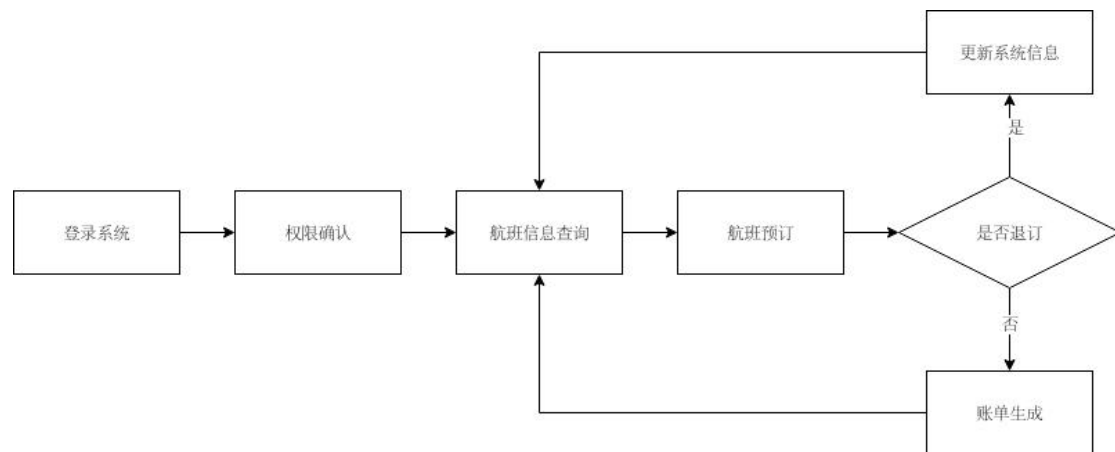 更新系统信息
是
登录系统
权限确认
航班信息查询
航班预订
是否退订
否
账单生成